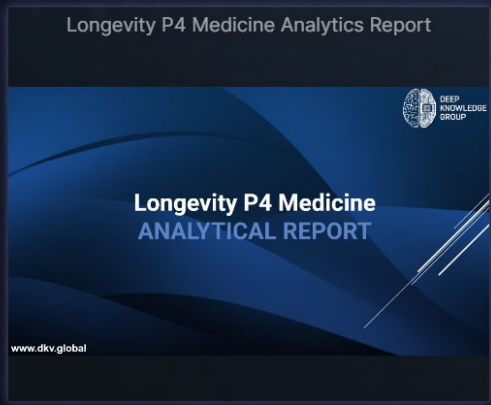 Longevity P4 Medicine Analytics Report
DEEP
KNOWLEDGE
GROUP
Longevity P4 Medicine
ANALYTICAL REPORT
www.dkv.global